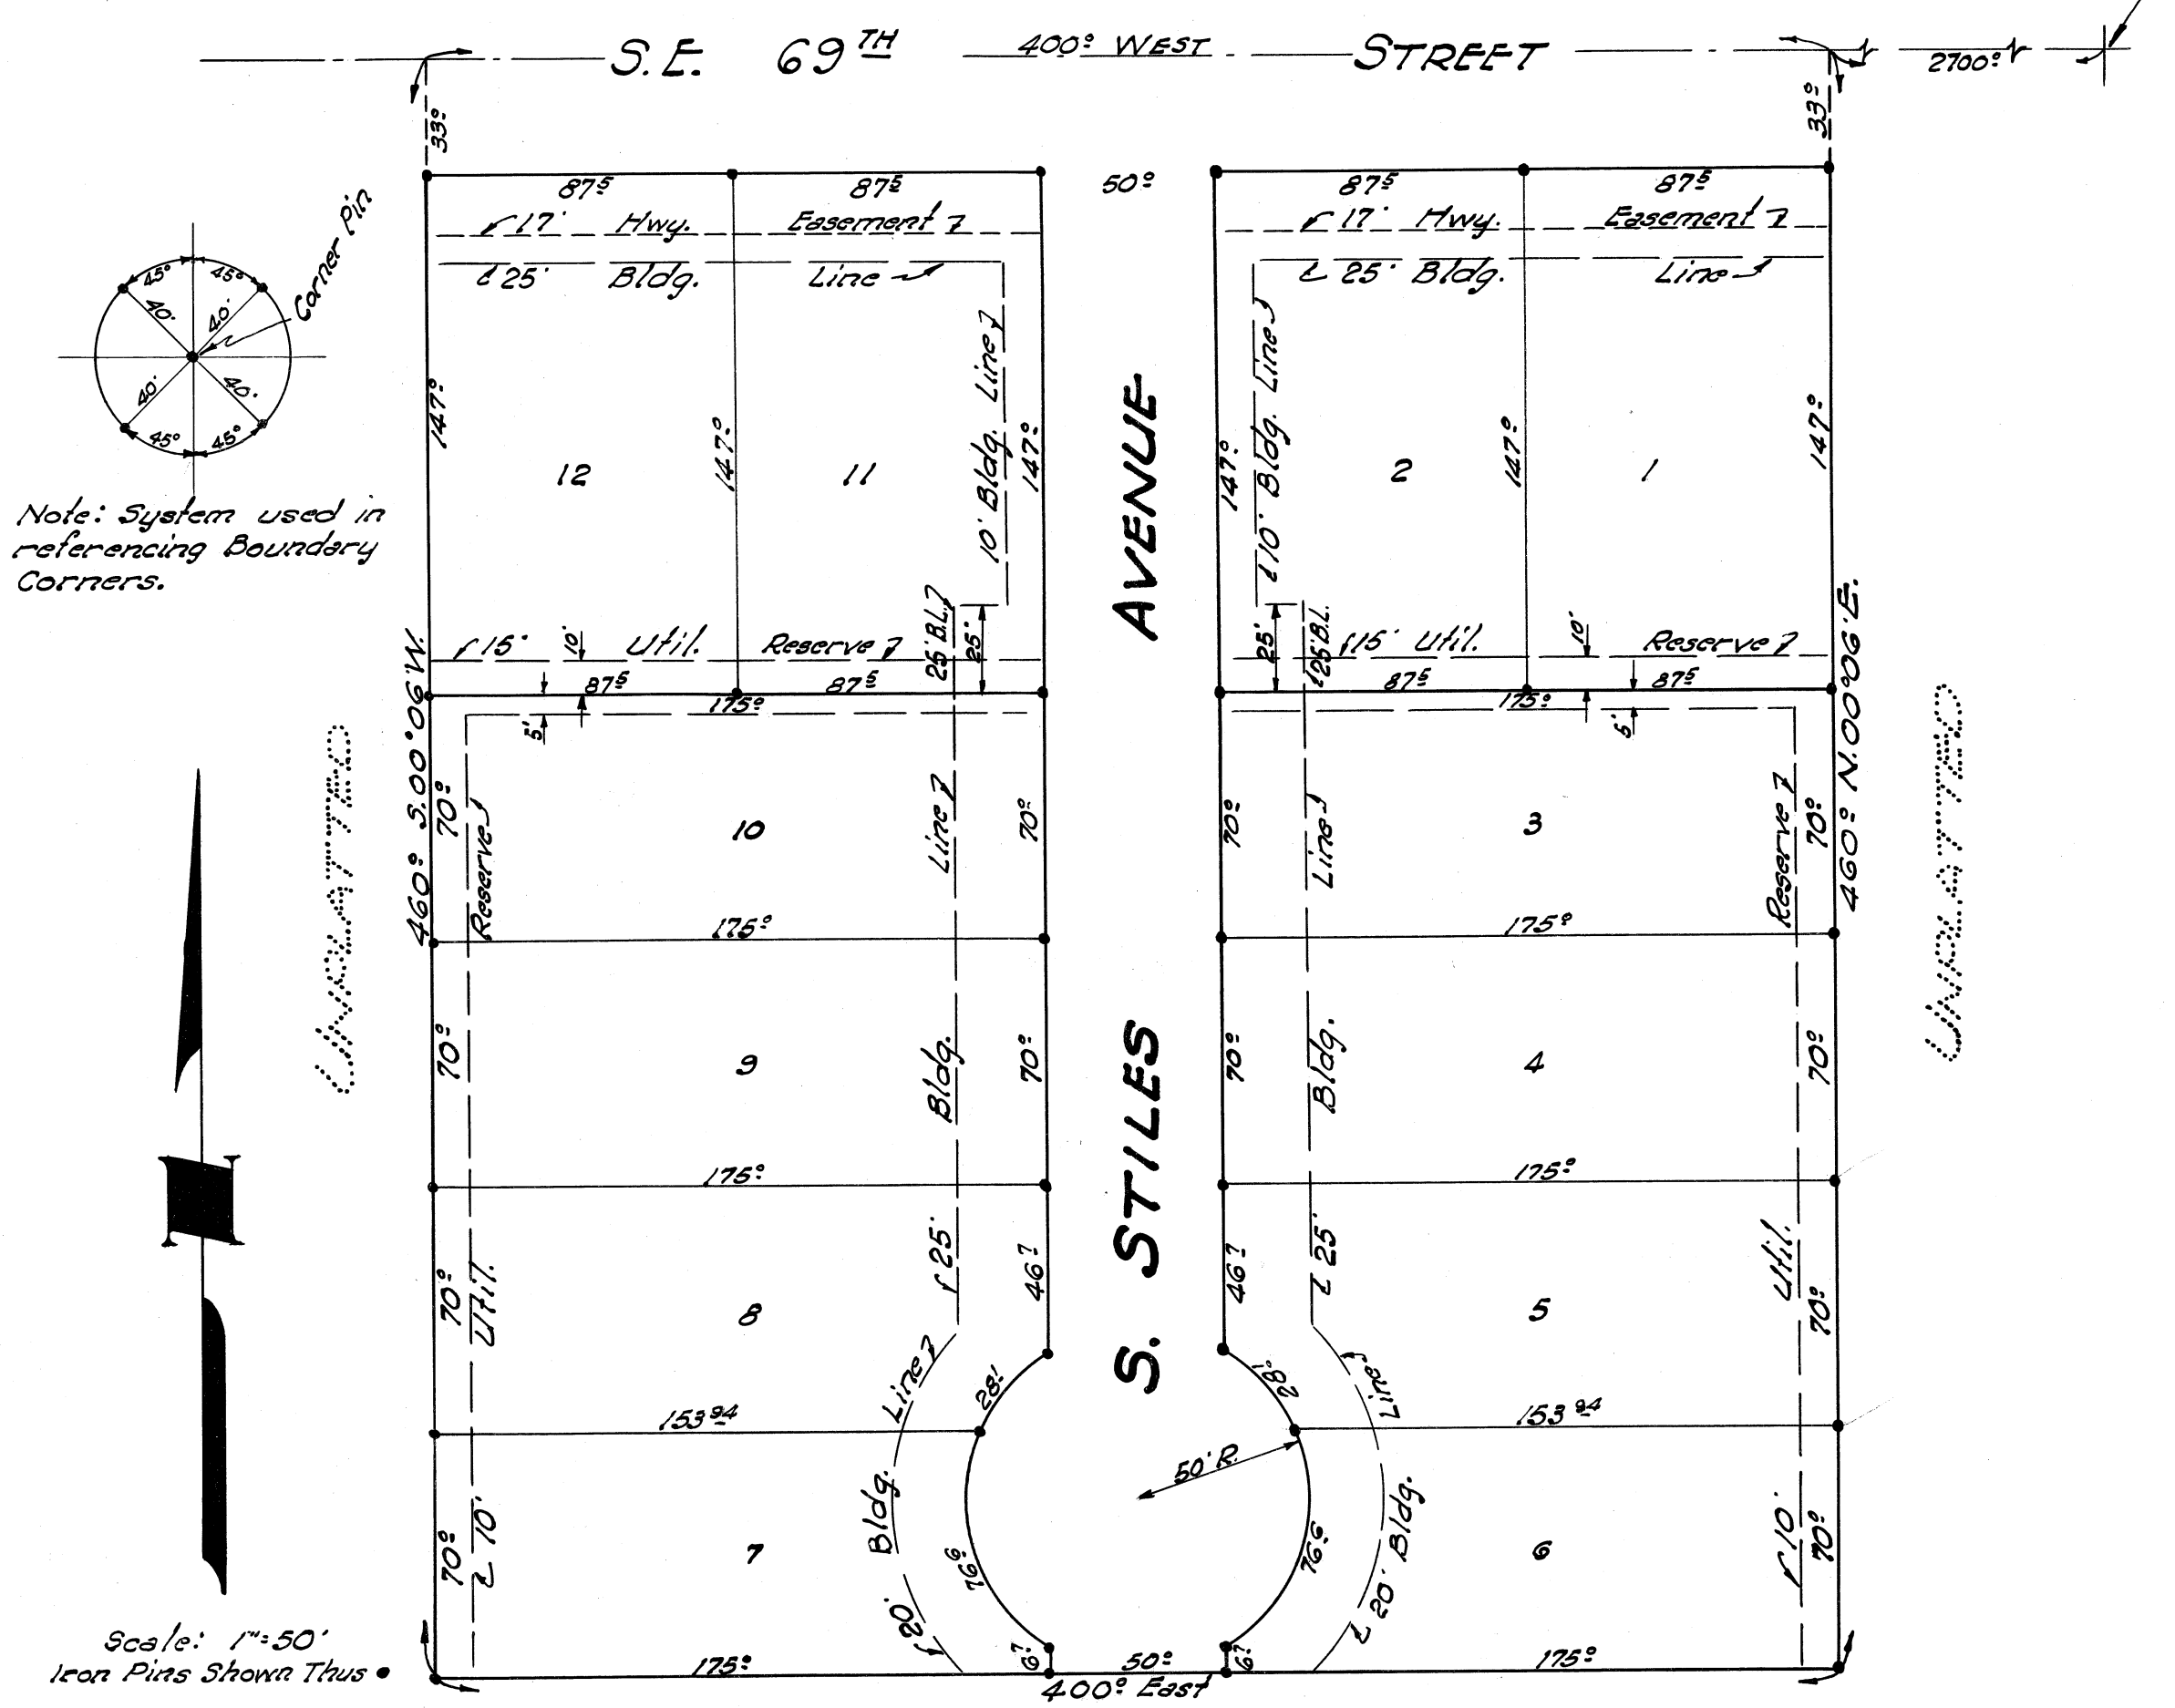 S.E. 69TH 400.0 WEST STREET 2700.0
33.0 33.0
87.5 87.5 50.0 87.5 87.5
17' Hwy. Easement 17' Hwy. Easement
25' Bldg. Line 25' Bldg. Line
Corner Pin
45° 45°
40' 40'
40' 40'
45° 45°
Note: System used in
referencing Boundary
Corners.
147.0 12 147.0 11 10' Bldg. Line 147.0
147.0 10' Bldg. Line 2 147.0 1 147.0
AVENUE
15' 10' Util. Reserve 25' B.L. 25'
25' 25' B.L. 15' Util. 10' Reserve
87.5 87.5 87.5 87.5
175.0 175.0
5' 5'
460.0 S.00°06'W.
460.0 N.00°06'E.
UNPLATTED
UNPLATTED
70.0 Reserve 10 Line 70.0
70.0 Line 3 Reserve 70.0
175.0 175.0
70.0 9 Bldg. 70.0
70.0 Bldg. 4 70.0
175.0 175.0
S. STILES
70.0 Util. 8 25' 46.7
46.7 25' 5 Util. 70.0
Line 28.1 28.1 Line
153.94 153.94
50' R.
70.0 10' 7 Bldg. 76.6
76.6 Bldg. 6 10' 70.0
20' 20'
6.7 6.7
175.0 50.0 175.0
400.0 East
N
Scale: 1"=50'
Iron Pins Shown Thus